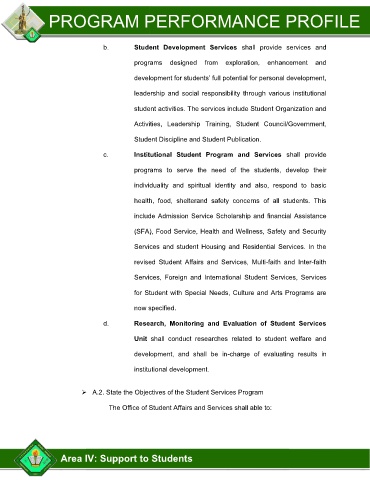 PROGRAM PERFORMANCE PROFILE
b. Student Development Services shall provide services and
programs designed from exploration, enhancement and
development for students' full potential for personal development,
leadership and social responsibility through various institutional
student activities. The services include Student Organization and
Activities, Leadership Training, Student Council/Government,
Student Discipline and Student Publication.
c. Institutional Student Program and Services shall provide
programs to serve the need of the students, develop their
individuality and spiritual identity and also, respond to basic
health, food, shelterand safety concerns of all students. This
include Admission Service Scholarship and financial Assistance
(SFA), Food Service, Health and Wellness, Safety and Security
Services and student Housing and Residential Services. In the
revised Student Affairs and Services, Multi-faith and Inter-faith
Services, Foreign and International Student Services, Services
for Student with Special Needs, Culture and Arts Programs are
now specified.
d. Research, Monitoring and Evaluation of Student Services
Unit shall conduct researches related to student welfare and
development, and shall be in-charge of evaluating results in
institutional development.
➢ A.2. State the Objectives of the Student Services Program
The Office of Student Affairs and Services shall able to:
Area IV: Support to Students